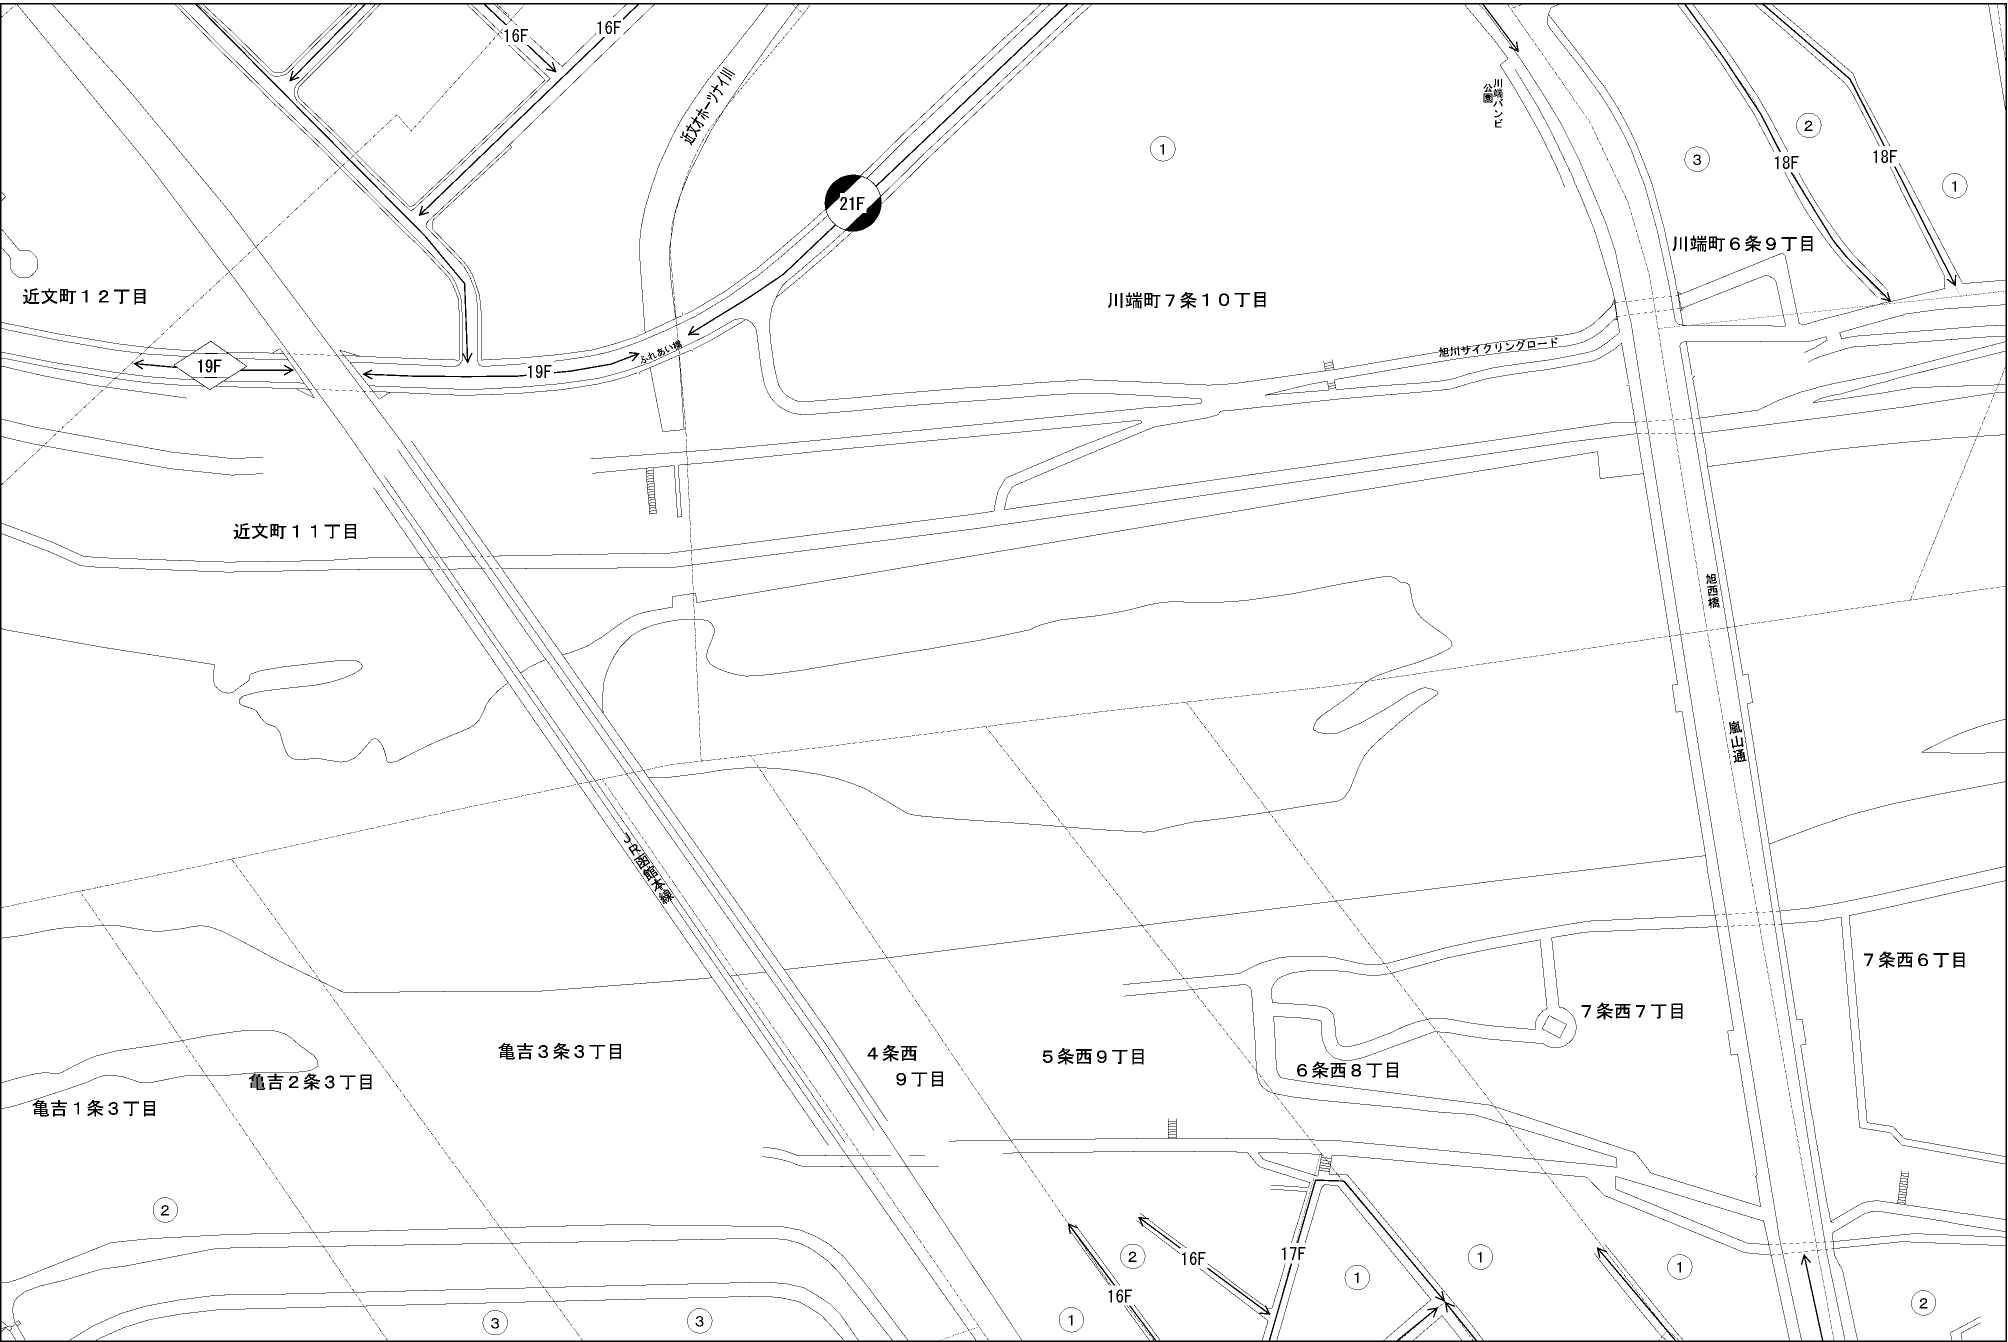 16F
16F
近文オホーツナイ川
川端バンビ
公園
①
②
③
18F
18F
①
21F
川端町６条９丁目
近文町１２丁目
川端町７条１０丁目
旭川サイクリングロード
ふれあい橋
19F
19F
近文町１１丁目
旭西橋
嵐山通
JR函館本線
７条西６丁目
７条西７丁目
亀吉３条３丁目
４条西
９丁目
５条西９丁目
６条西８丁目
亀吉２条３丁目
亀吉１条３丁目
②
②
16F
17F
①
①
①
16F
②
③
③
①